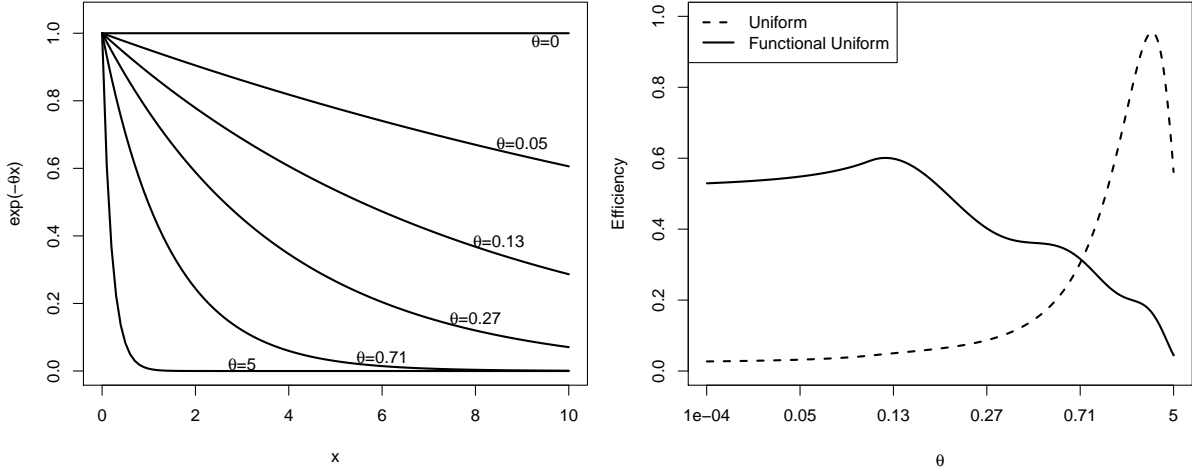 exp(−θx)
1.0
0.8
0.6
0.4
0.2
0.0
θ=0
θ=0.05
θ=0.13
θ=0.27
θ=0.71
θ=5
0 2 4 6 8 10
x
Efficiency
1.0
0.8
0.6
0.4
0.2
0.0
Uniform
Functional Uniform
1e−04 0.05 0.13 0.27 0.71 5
θ